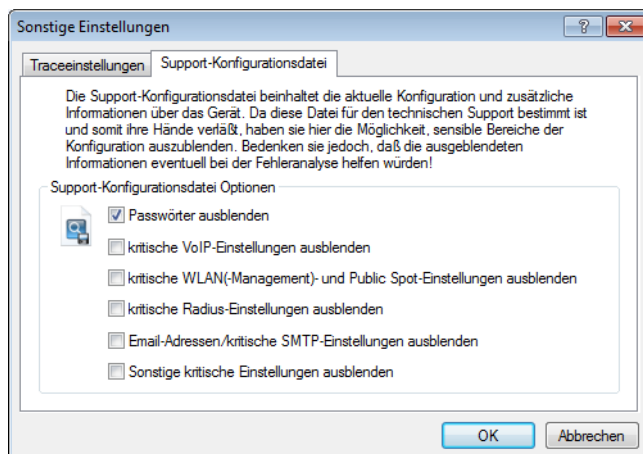 Sonstige Einstellungen
Traceeinstellungen
Support-Konfigurationsdatei
Die Support-Konfigurationsdatei beinhaltet die aktuelle Konfiguration und zusätzliche
Informationen über das Gerät. Da diese Datei für den technischen Support bestimmt ist
und somit ihre Hände verläßt, haben sie hier die Möglichkeit, sensible Bereiche der
Konfiguration auszublenden. Bedenken sie jedoch, daß die ausgeblendeten
Informationen eventuell bei der Fehleranalyse helfen würden!
Support-Konfigurationsdatei Optionen
Passwörter ausblenden
kritische VoIP-Einstellungen ausblenden
kritische WLAN(-Management)- und Public Spot-Einstellungen ausblenden
kritische Radius-Einstellungen ausblenden
Email-Adressen/kritische SMTP-Einstellungen ausblenden
Sonstige kritische Einstellungen ausblenden
OK
Abbrechen